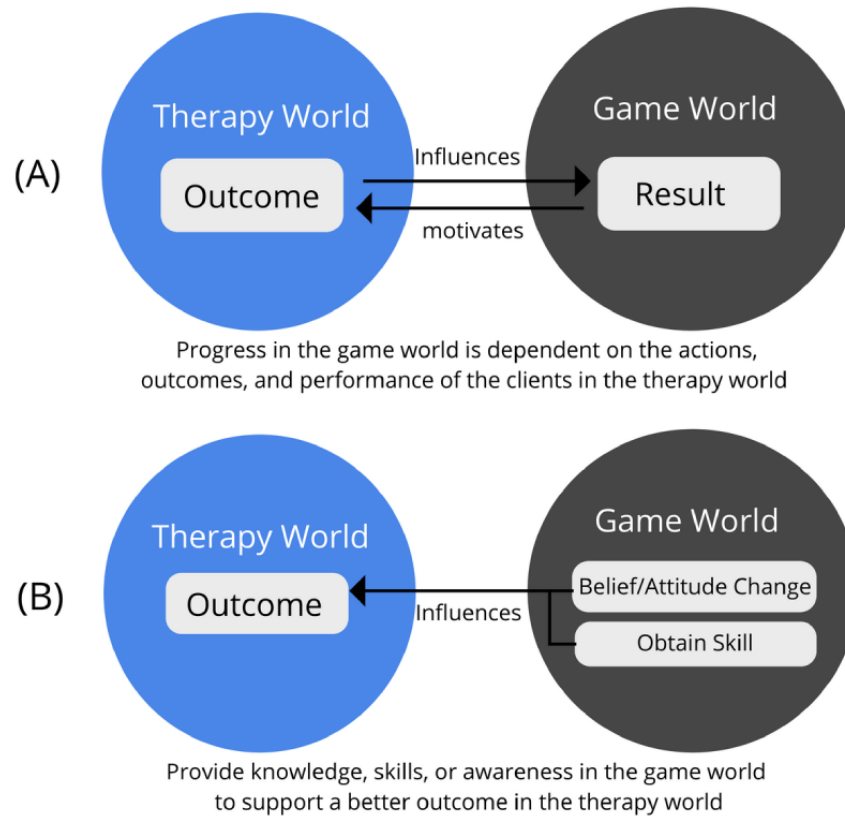 (A)
Therapy World
Outcome
Influences
motivates
Game World
Result
Progress in the game world is dependent on the actions,
outcomes, and performance of the clients in the therapy world
(B)
Therapy World
Outcome
Influences
Game World
Belief/Attitude Change
Obtain Skill
Provide knowledge, skills, or awareness in the game world
to support a better outcome in the therapy world